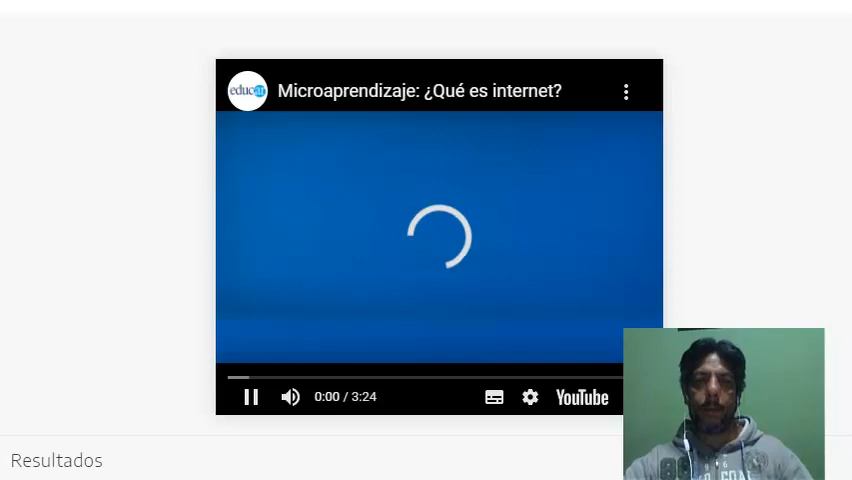 educar
Microaprendizaje: ¿Qué es internet?
0:00 / 3:24
YouTube
Resultados